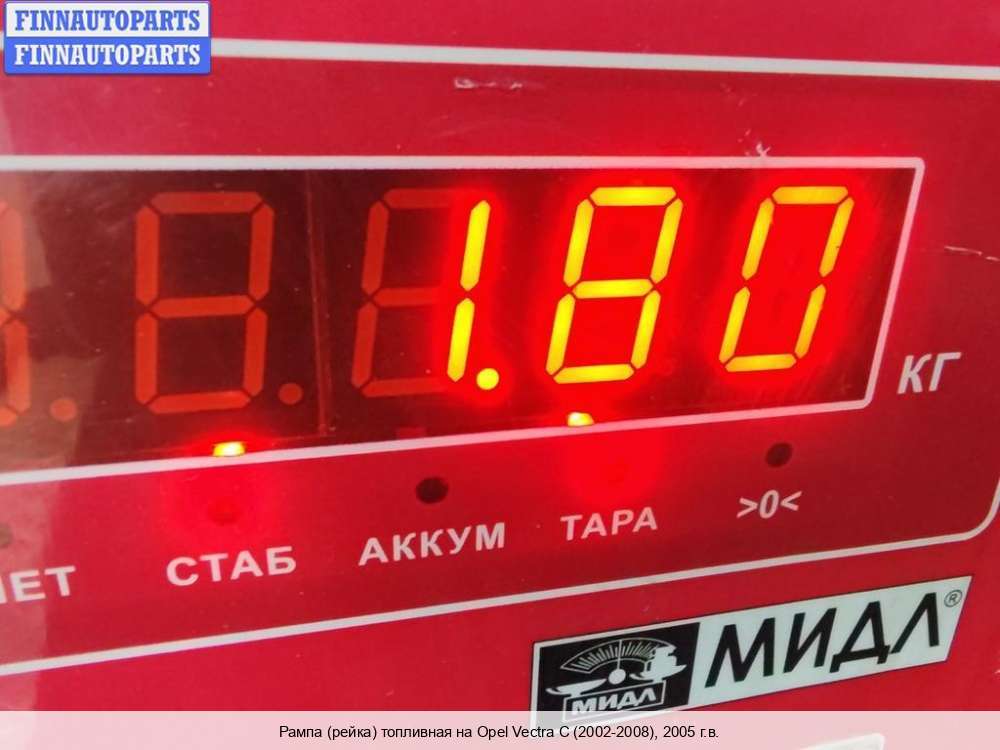 FINNAUTOPARTS
FINNAUTOPARTS
1.80
КГ
СТАБ
АККУМ
ТАРА
>0<
МИДЛ
МИДЛ®
Рампа (рейка) топливная на Opel Vectra C (2002-2008), 2005 г.в.